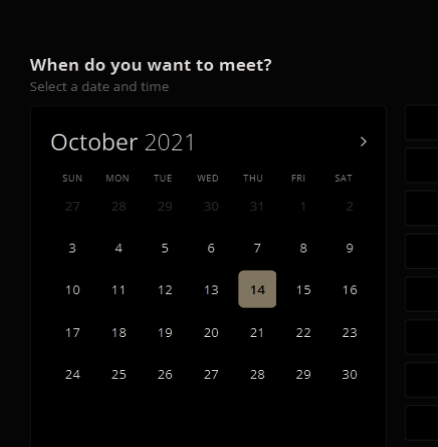 When do you want to meet?
Select a date and time
October 2021
SUN MON TUE WED THU FRI SAT
27 28 29 30 31 1 2
3 4 5 6 7 8 9
10 11 12 13 14 15 16
17 18 19 20 21 22 23
24 25 26 27 28 29 30